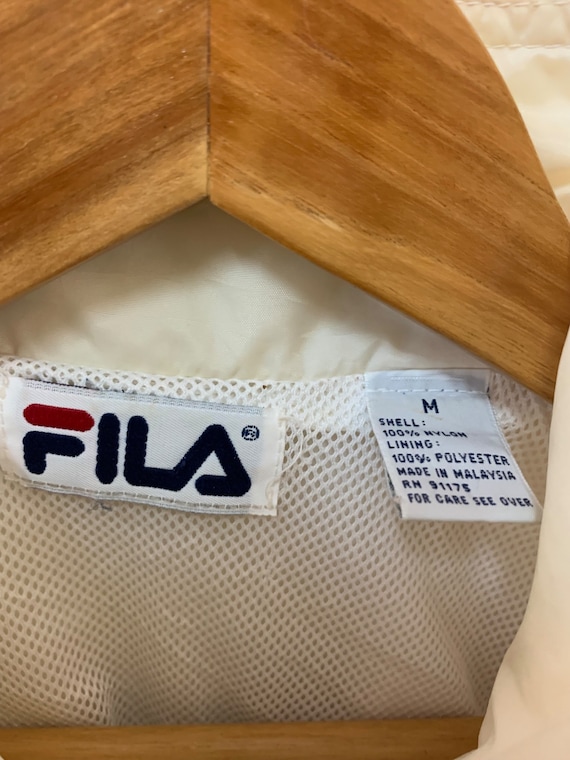 FILA®
M
SHELL:
100% NYLON
LINING:
100% POLYESTER
MADE IN MALAYSIA
RN 91175
FOR CARE SEE OVER